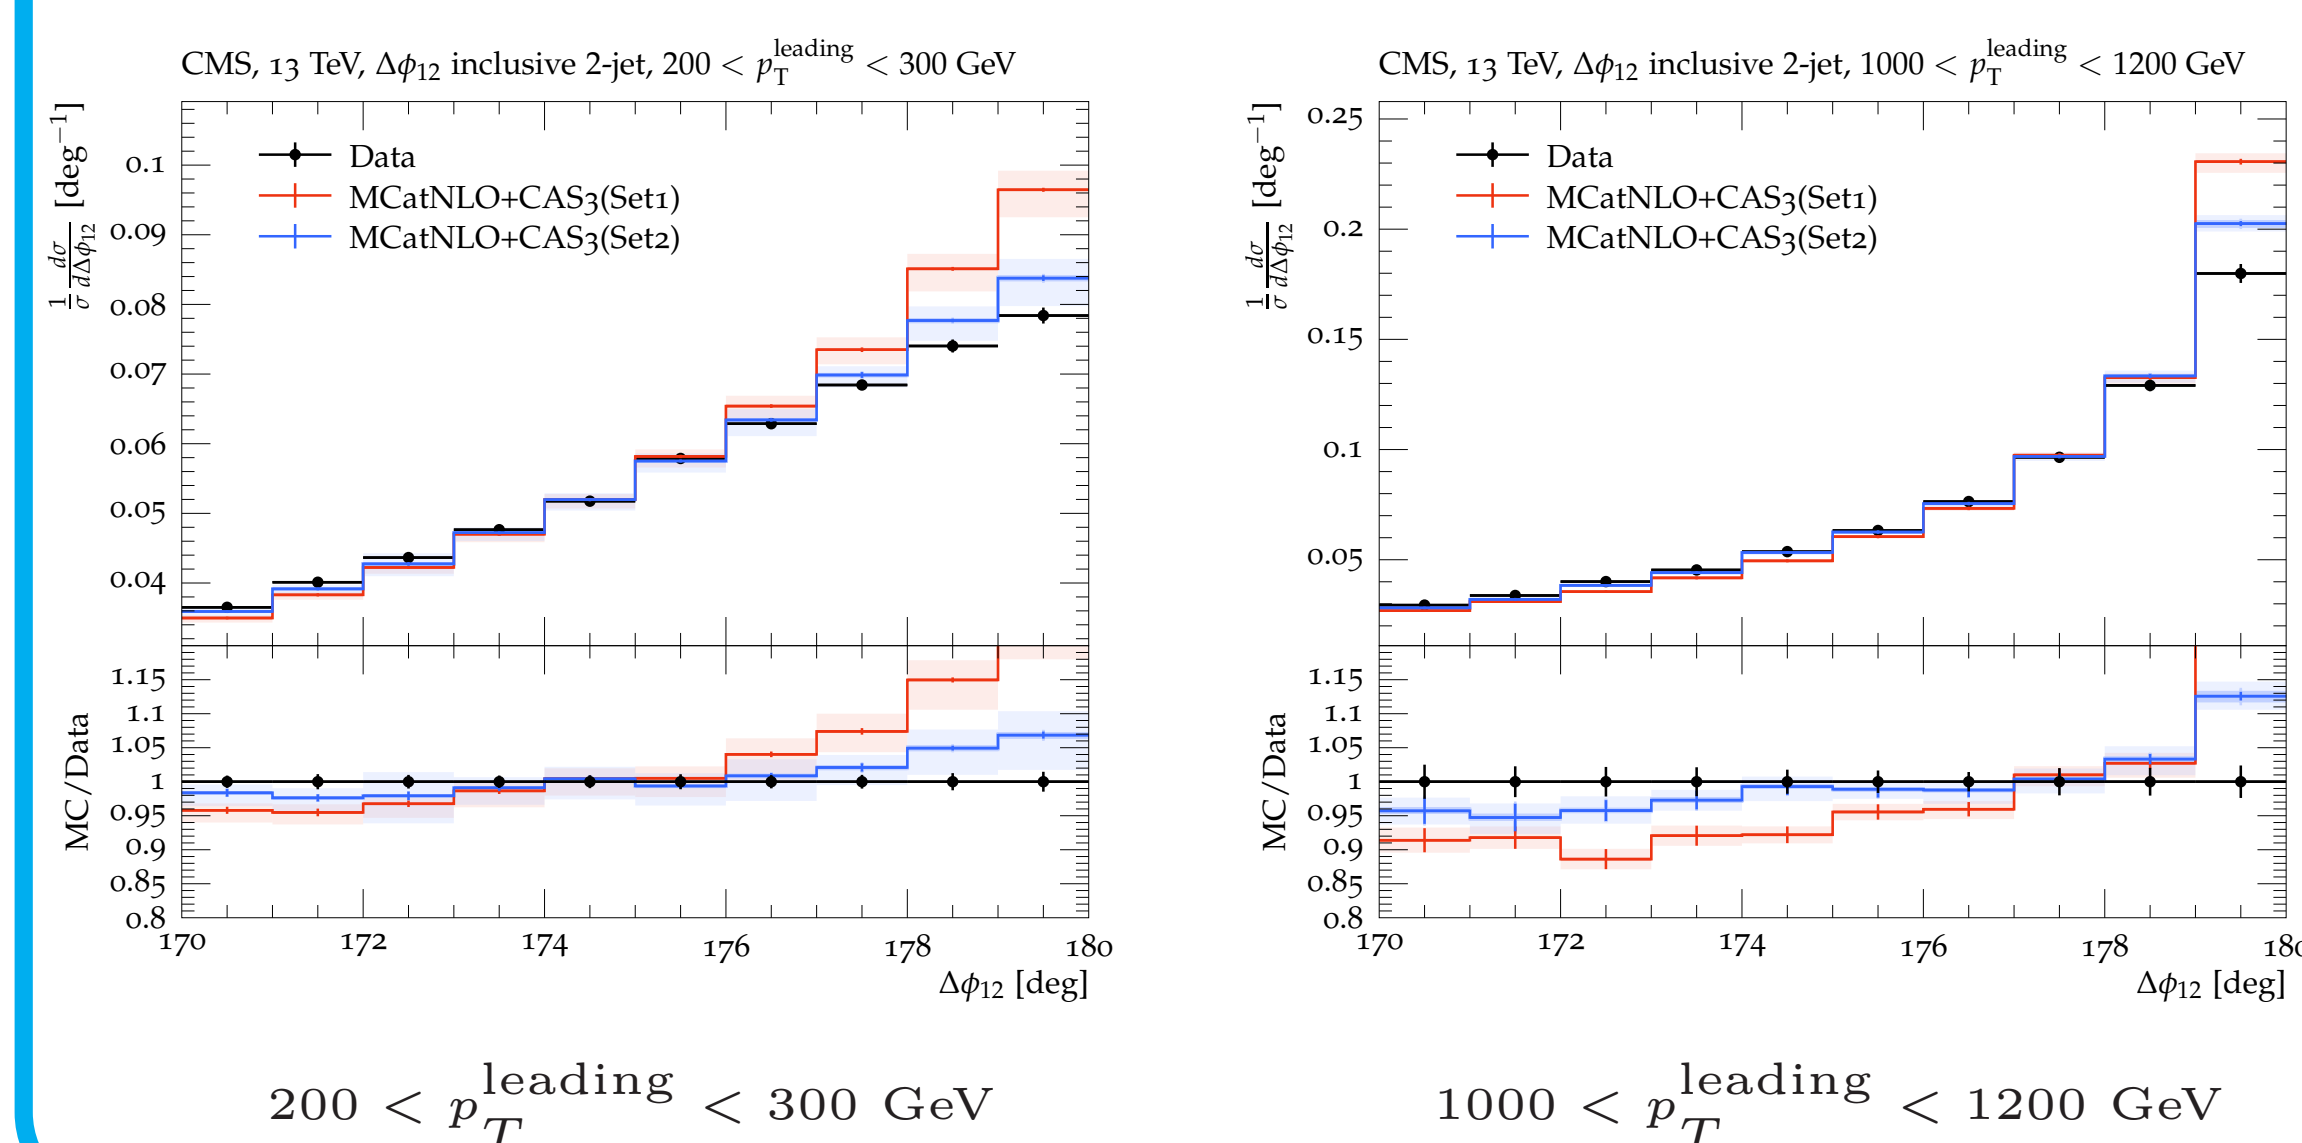 CMS, 13 TeV, Δϕ₁₂ inclusive 2-jet, 200 < p_T^leading < 300 GeV
1/σ dσ/dΔϕ₁₂ [deg⁻¹]
Data
MCatNLO+CAS3(Set1)
MCatNLO+CAS3(Set2)
0.1
0.09
0.08
0.07
0.06
0.05
0.04
MC/Data
1.15
1.1
1.05
1
0.95
0.9
0.85
0.8
170 172 174 176 178 180
Δϕ₁₂ [deg]
200 < p_T^leading < 300 GeV
CMS, 13 TeV, Δϕ₁₂ inclusive 2-jet, 1000 < p_T^leading < 1200 GeV
1/σ dσ/dΔϕ₁₂ [deg⁻¹]
Data
MCatNLO+CAS3(Set1)
MCatNLO+CAS3(Set2)
0.25
0.2
0.15
0.1
0.05
MC/Data
1.15
1.1
1.05
1
0.95
0.9
0.85
0.8
170 172 174 176 178 180
Δϕ₁₂ [deg]
1000 < p_T^leading < 1200 GeV